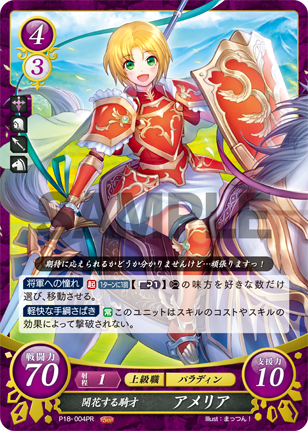 4
3
SAMPLE
期待に応えられるかどうか分かりませんけど…頑張りますっ!
将軍への憧れ 起 1ターンに1回 の味方を好きな数だけ
選び、移動させる。
軽快な手綱さばき 常 このユニットはスキルのコストやスキルの
効果によって撃破されない。
戦闘力
70
射程 1 上級職 パラディン
支援力
10
開花する騎才 アメリア
P18-004PR
Illust:まっつん!